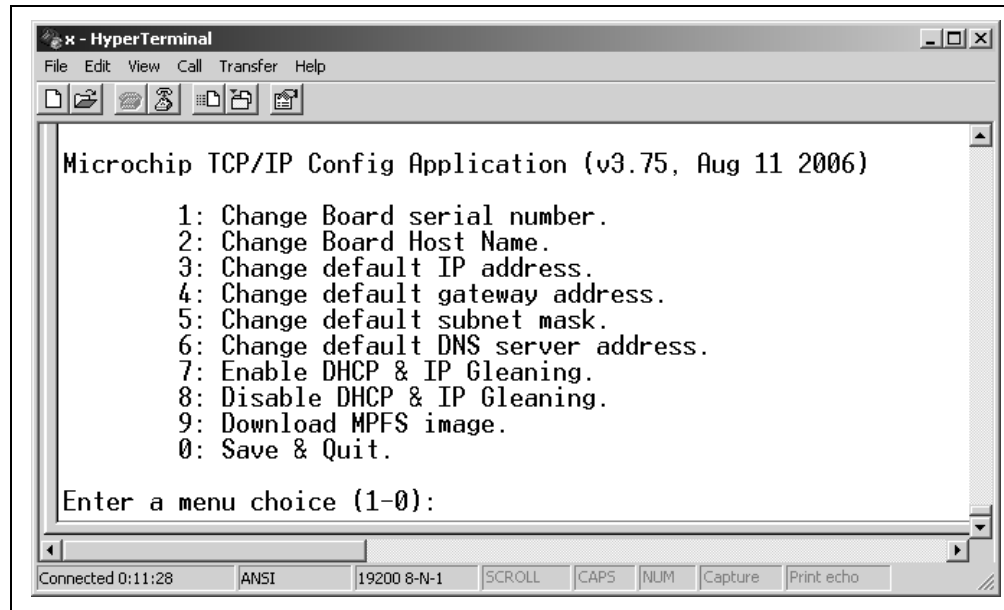 x - HyperTerminal
File Edit View Call Transfer Help
Microchip TCP/IP Config Application (v3.75, Aug 11 2006)
1: Change Board serial number.
2: Change Board Host Name.
3: Change default IP address.
4: Change default gateway address.
5: Change default subnet mask.
6: Change default DNS server address.
7: Enable DHCP & IP Gleaning.
8: Disable DHCP & IP Gleaning.
9: Download MPFS image.
0: Save & Quit.
Enter a menu choice (1-0):
Connected 0:11:28 ANSI 19200 8-N-1 SCROLL CAPS NUM Capture Print echo